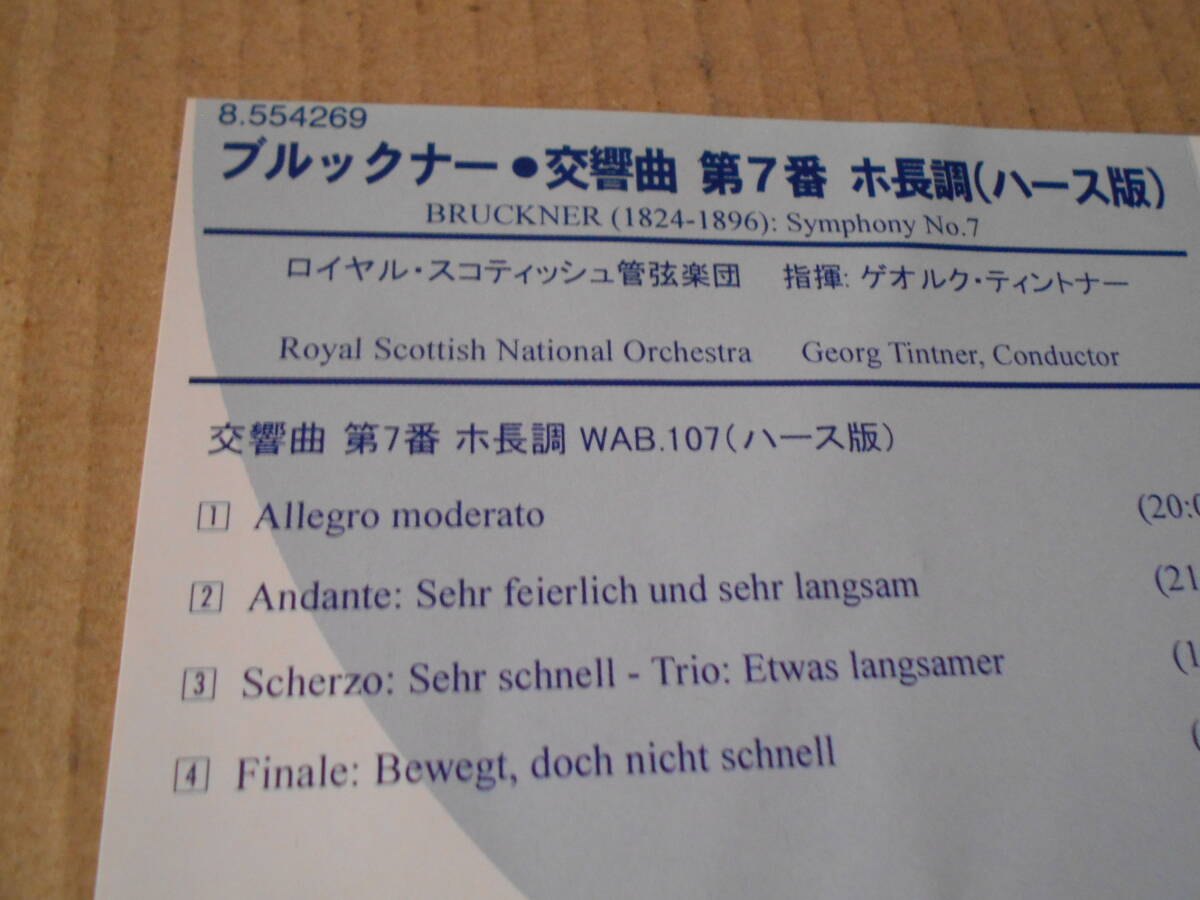 8.554269
ブルックナー・交響曲 第7番 ホ長調(ハース版)
BRUCKNER (1824-1896): Symphony No.7
ロイヤル・スコティッシュ管弦楽団 指揮: ゲオルク・ティントナー
Royal Scottish National Orchestra Georg Tintner, Conductor
交響曲 第7番 ホ長調 WAB.107(ハース版)
1 Allegro moderato (20:0
2 Andante: Sehr feierlich und sehr langsam (21
3 Scherzo: Sehr schnell - Trio: Etwas langsamer (1
4 Finale: Bewegt, doch nicht schnell (